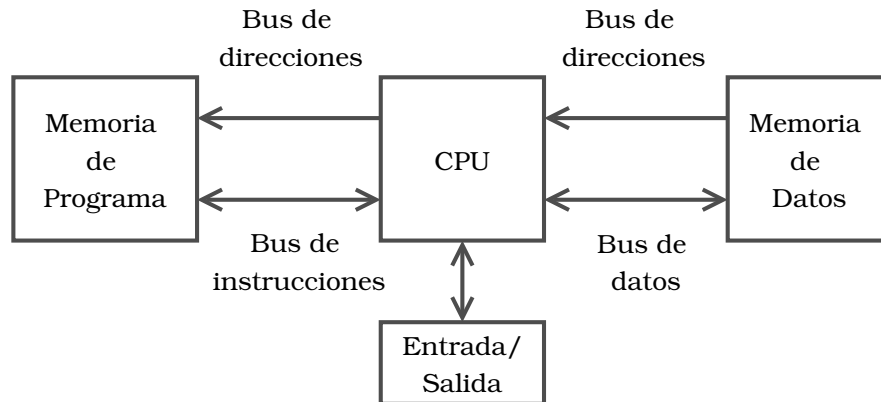 Bus de
direcciones
Bus de
direcciones
Memoria
de
Programa
CPU
Memoria
de
Datos
Bus de
instrucciones
Bus de
datos
Entrada/
Salida